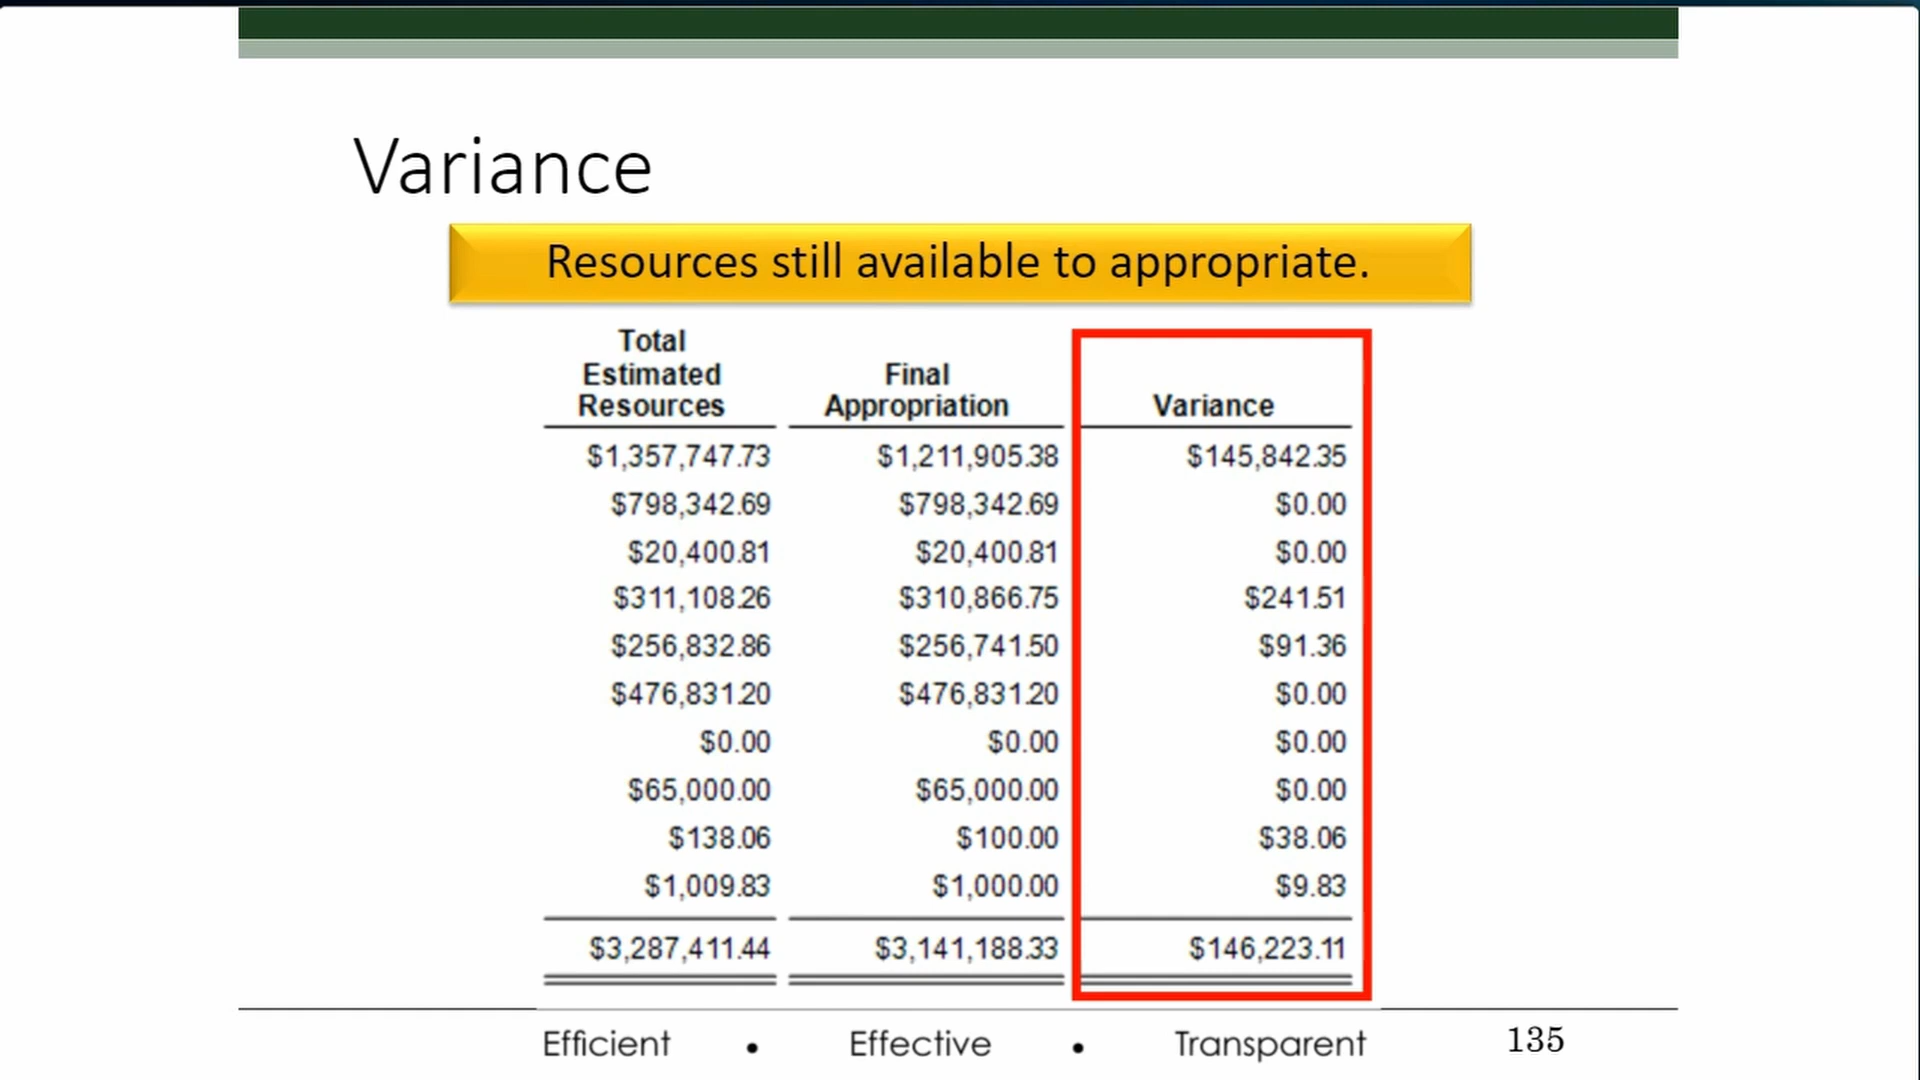 Variance
Resources still available to appropriate.
Total
Estimated Final
Resources Appropriation Variance
$1,357,747.73 $1,211,905.38 $145,842.35
$798,342.69 $798,342.69 $0.00
$20,400.81 $20,400.81 $0.00
$311,108.26 $310,866.75 $241.51
$256,832.86 $256,741.50 $91.36
$476,831.20 $476,831.20 $0.00
$0.00 $0.00 $0.00
$65,000.00 $65,000.00 $0.00
$138.06 $100.00 $38.06
$1,009.83 $1,000.00 $9.83
$3,287,411.44 $3,141,188.33 $146,223.11
Efficient • Effective • Transparent 135